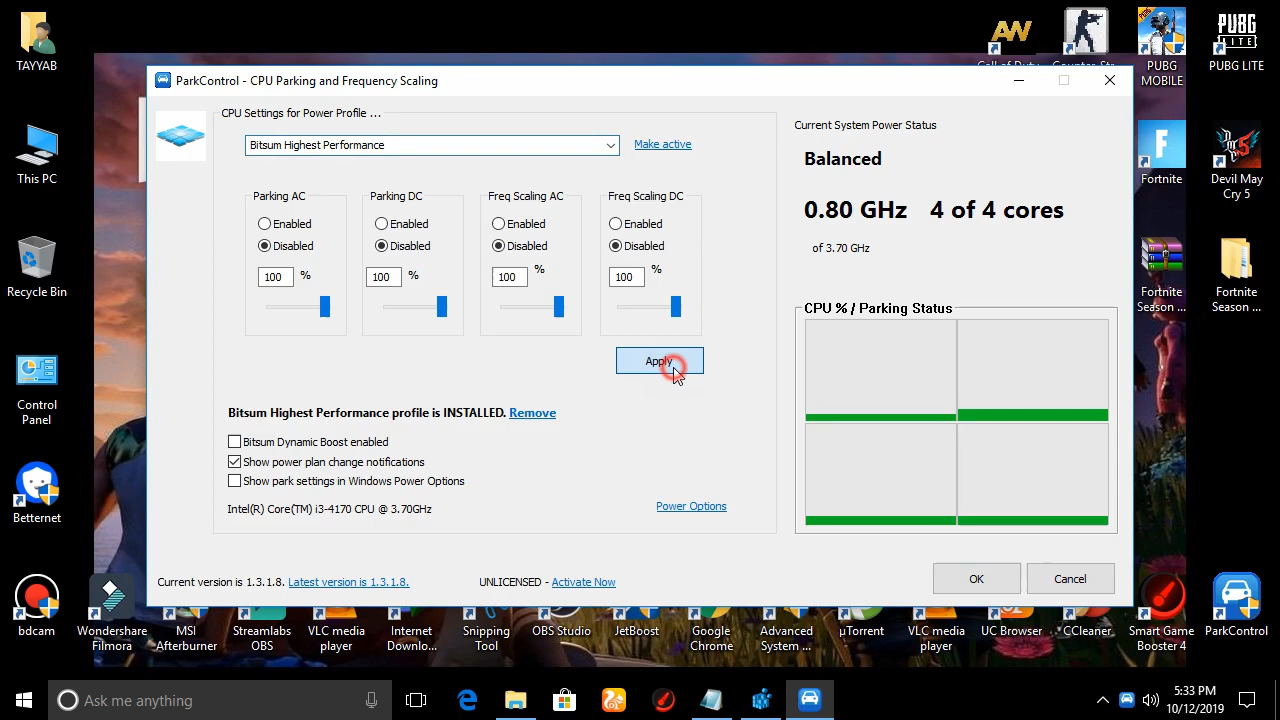 TAYYAB
This PC
Recycle Bin
Control
Panel
Betternet
bdcam
AW
Call of Duty
Counter-Str
PUBG
MOBILE
PUBG
LITE
PUBG LITE
Fortnite
Devil May
Cry 5
Fortnite
Season ...
Fortnite
Season ...
ParkControl - CPU Parking and Frequency Scaling
CPU Settings for Power Profile ...
Bitsum Highest Performance
Make active
Parking AC
Enabled
Disabled
100 %
Parking DC
Enabled
Disabled
100 %
Freq Scaling AC
Enabled
Disabled
100 %
Freq Scaling DC
Enabled
Disabled
100 %
Apply
Bitsum Highest Performance profile is INSTALLED. Remove
Bitsum Dynamic Boost enabled
Show power plan change notifications
Show park settings in Windows Power Options
Intel(R) Core(TM) i3-4170 CPU @ 3.70GHz
Power Options
Current System Power Status
Balanced
0.80 GHz 4 of 4 cores
of 3.70 GHz
CPU % / Parking Status
Current version is 1.3.1.8. Latest version is 1.3.1.8.
UNLICENSED - Activate Now
OK
Cancel
Wondershare
Filmora
MSI
Afterburner
Streamlabs
OBS
VLC media
player
Internet
Downlo...
Snipping
Tool
OBS Studio
JetBoost
Google
Chrome
Advanced
System ...
µTorrent
VLC media
player
UC Browser
CCleaner
Smart Game
Booster 4
ParkControl
Ask me anything
5:33 PM
10/12/2019